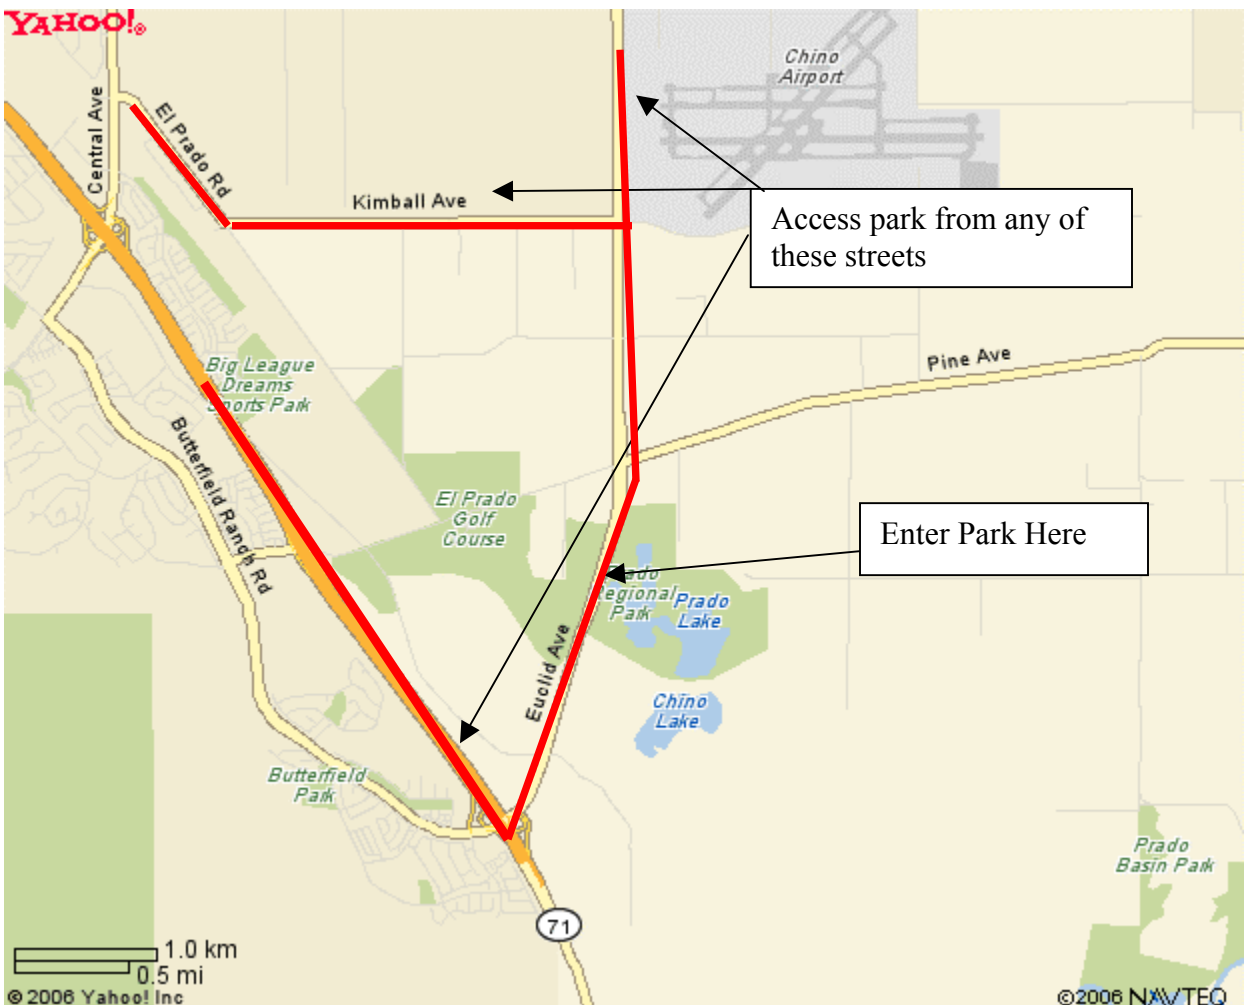 YAHOO!®
Chino
Airport
Central Ave
El Prado Rd
Kimball Ave
Access park from any of
these streets
Big League
Dreams
Sports Park
Pine Ave
Butterfield Ranch Rd
El Prado
Golf
Course
Enter Park Here
Prado
Regional
Park
Prado
Lake
Euclid Ave
Chino
Lake
Butterfield
Park
Prado
Basin Park
71
1.0 km
0.5 mi
© 2006 Yahoo! Inc
©2006 NAVTEQ